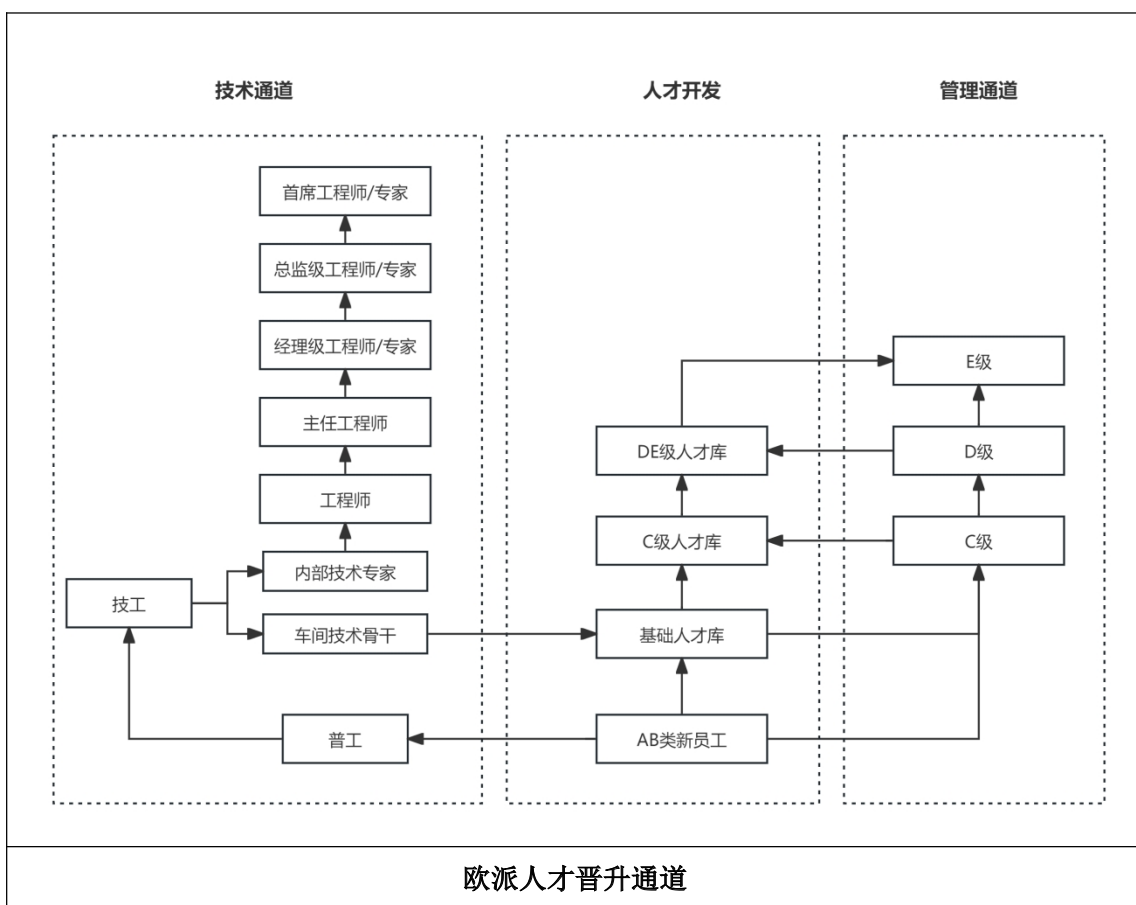 技术通道
人才开发
管理通道
首席工程师/专家
总监级工程师/专家
经理级工程师/专家
E级
主任工程师
DE级人才库
D级
工程师
C级人才库
C级
内部技术专家
技工
车间技术骨干
基础人才库
普工
AB类新员工
欧派人才晋升通道